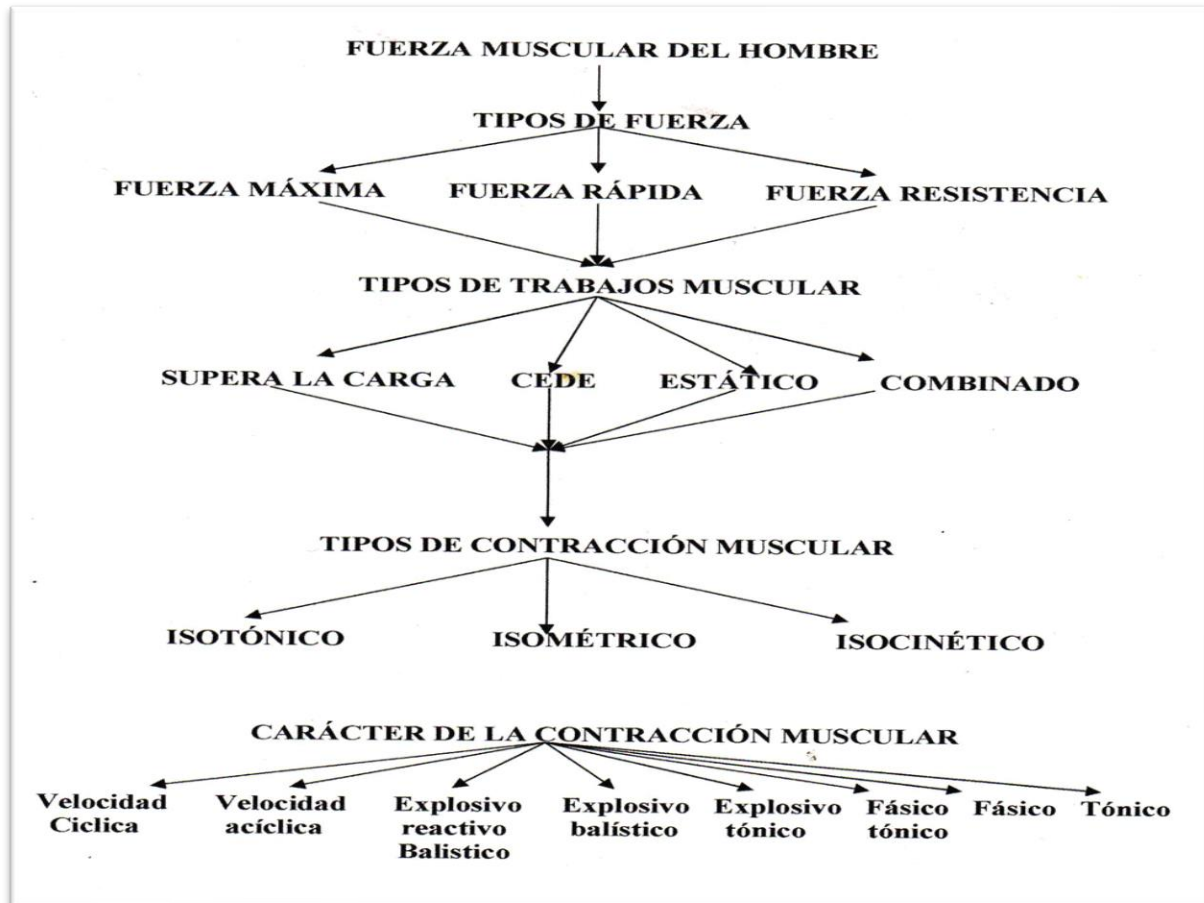 FUERZA MUSCULAR DEL HOMBRE
TIPOS DE FUERZA
FUERZA MÁXIMA FUERZA RÁPIDA FUERZA RESISTENCIA
TIPOS DE TRABAJOS MUSCULAR
SUPERA LA CARGA CEDE ESTÁTICO COMBINADO
TIPOS DE CONTRACCIÓN MUSCULAR
ISOTÓNICO ISOMÉTRICO ISOCINÉTICO
CARÁCTER DE LA CONTRACCIÓN MUSCULAR
Velocidad
Ciclica
Velocidad
acíclica
Explosivo
reactivo
Balistico
Explosivo
balístico
Explosivo
tónico
Fásico
tónico
Fásico
Tónico